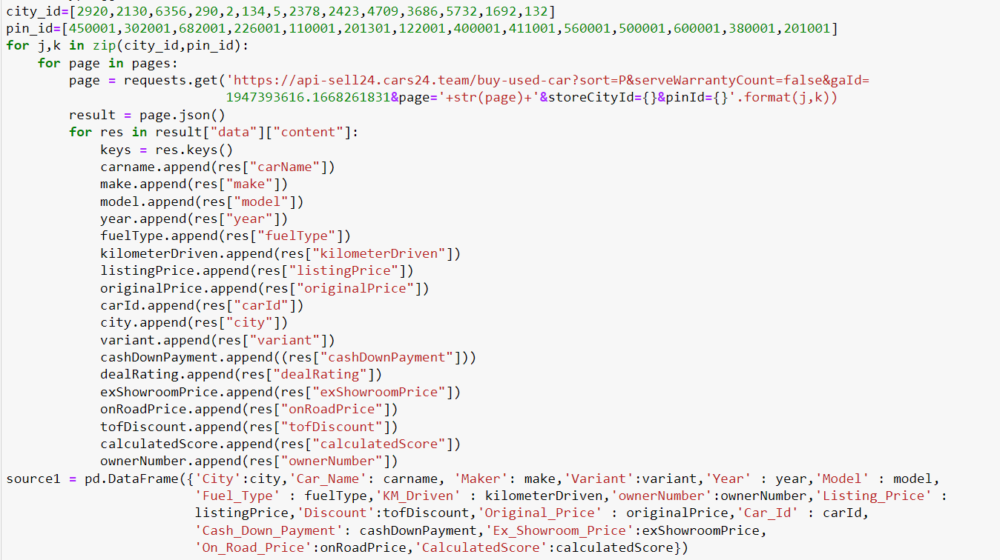 city_id=[2920,2130,6356,290,2,134,5,2378,2423,4709,3686,5732,1692,132]
pin_id=[450001,302001,682001,226001,110001,201301,122001,400001,411001,560001,500001,600001,380001,201001]
for j,k in zip(city_id,pin_id):
    for page in pages:
        page = requests.get('https://api-sell24.cars24.team/buy-used-car?sort=P&serveWarrantyCount=false&gaId=
                            1947393616.1668261831&page='+str(page)+'&storeCityId={}&pinId={}'.format(j,k))
        result = page.json()
        for res in result["data"]["content"]:
            keys = res.keys()
            carname.append(res["carName"])
            make.append(res["make"])
            model.append(res["model"])
            year.append(res["year"])
            fuelType.append(res["fuelType"])
            kilometerDriven.append(res["kilometerDriven"])
            listingPrice.append(res["listingPrice"])
            originalPrice.append(res["originalPrice"])
            carId.append(res["carId"])
            city.append(res["city"])
            variant.append(res["variant"])
            cashDownPayment.append((res["cashDownPayment"]))
            dealRating.append(res["dealRating"])
            exShowroomPrice.append(res["exShowroomPrice"])
            onRoadPrice.append(res["onRoadPrice"])
            tofDiscount.append(res["tofDiscount"])
            calculatedScore.append(res["calculatedScore"])
            ownerNumber.append(res["ownerNumber"])
source1 = pd.DataFrame({'City':city,'Car_Name': carname, 'Maker': make,'Variant':variant,'Year' : year,'Model' : model,
                        'Fuel_Type' : fuelType,'KM_Driven' : kilometerDriven,'ownerNumber':ownerNumber,'Listing_Price' :
                        listingPrice,'Discount':tofDiscount,'Original_Price' : originalPrice,'Car_Id' : carId,
                        'Cash_Down_Payment': cashDownPayment,'Ex_Showroom_Price':exShowroomPrice,
                        'On_Road_Price':onRoadPrice,'CalculatedScore':calculatedScore})